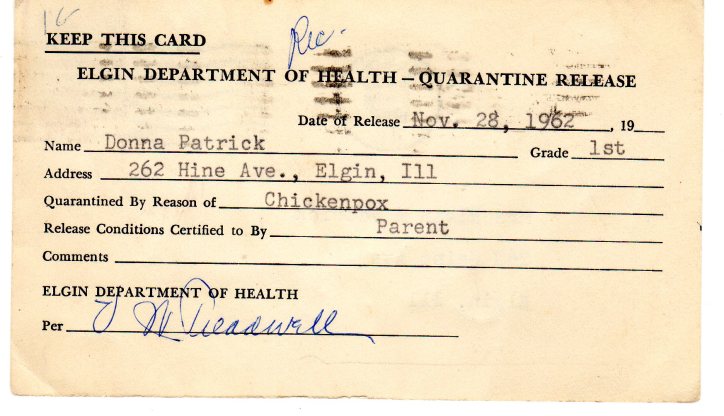 Rec.
KEEP THIS CARD
ELGIN DEPARTMENT OF HEALTH — QUARANTINE RELEASE
Date of Release Nov. 28, 1962, 19
Name Donna Patrick Grade 1st
Address 262 Hine Ave., Elgin, Ill
Quarantined By Reason of Chickenpox
Release Conditions Certified to By Parent
Comments
ELGIN DEPARTMENT OF HEALTH
Per Treadwell